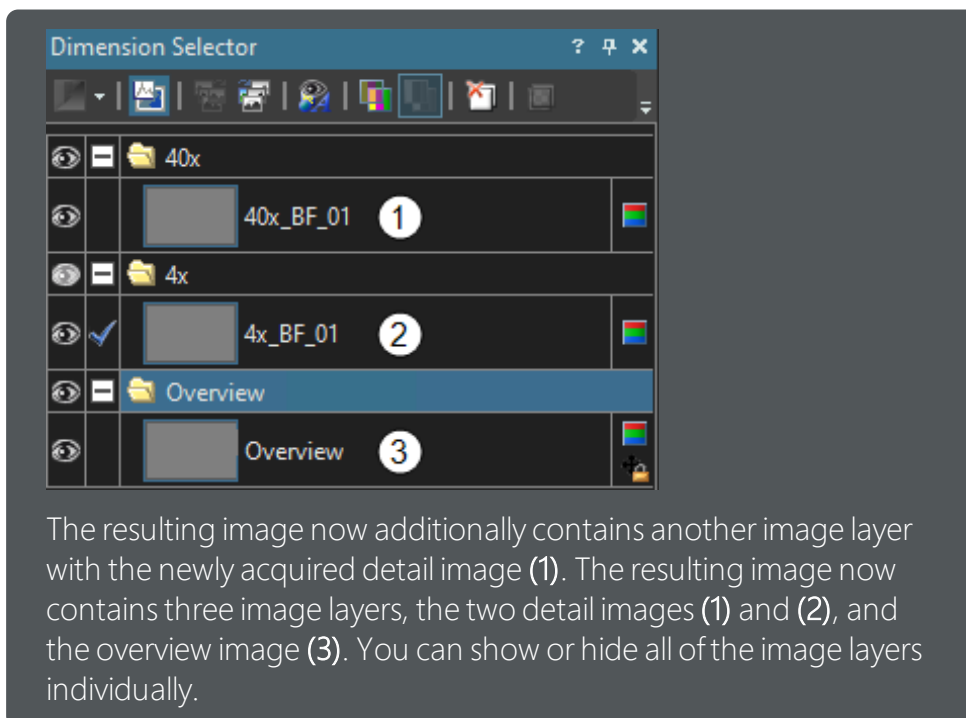 Dimension Selector
40x
40x_BF_01 1
4x
4x_BF_01 2
Overview
Overview 3
The resulting image now additionally contains another image layer
with the newly acquired detail image (1). The resulting image now
contains three image layers, the two detail images (1) and (2), and
the overview image (3). You can show or hide all of the image layers
individually.